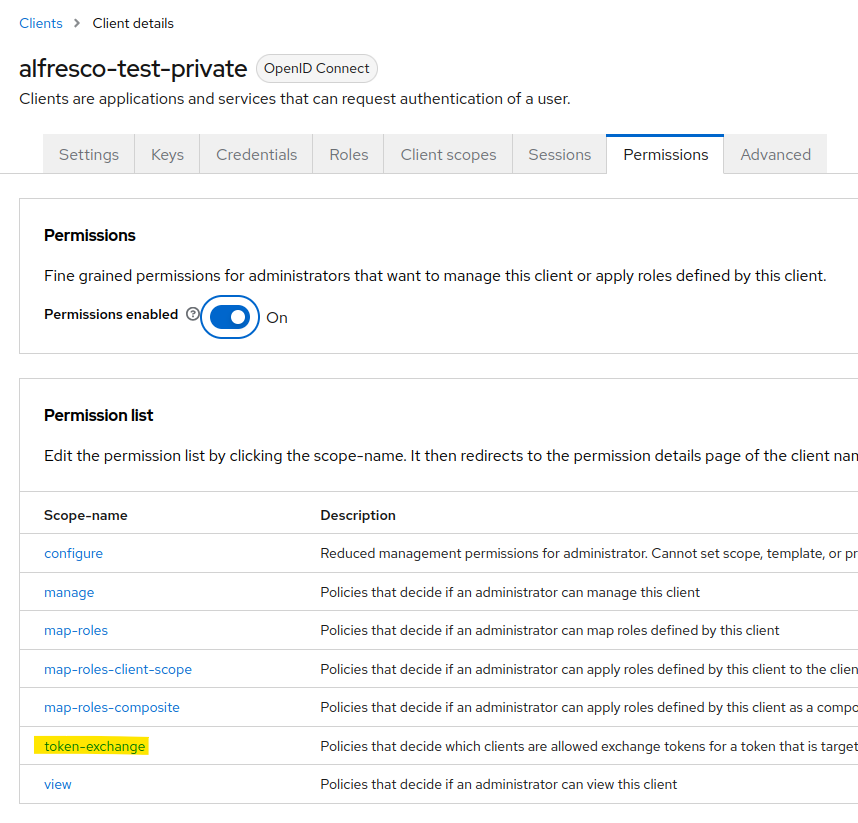 Clients > Client details
alfresco-test-private OpenID Connect
Clients are applications and services that can request authentication of a user.
Settings Keys Credentials Roles Client scopes Sessions Permissions Advanced
Permissions
Fine grained permissions for administrators that want to manage this client or apply roles defined by this client.
Permissions enabled ? On
Permission list
Edit the permission list by clicking the scope-name. It then redirects to the permission details page of the client nam
Scope-name Description
configure Reduced management permissions for administrator. Cannot set scope, template, or pr
manage Policies that decide if an administrator can manage this client
map-roles Policies that decide if an administrator can map roles defined by this client
map-roles-client-scope Policies that decide if an administrator can apply roles defined by this client to the clien
map-roles-composite Policies that decide if an administrator can apply roles defined by this client as a compo
token-exchange Policies that decide which clients are allowed exchange tokens for a token that is target
view Policies that decide if an administrator can view this client